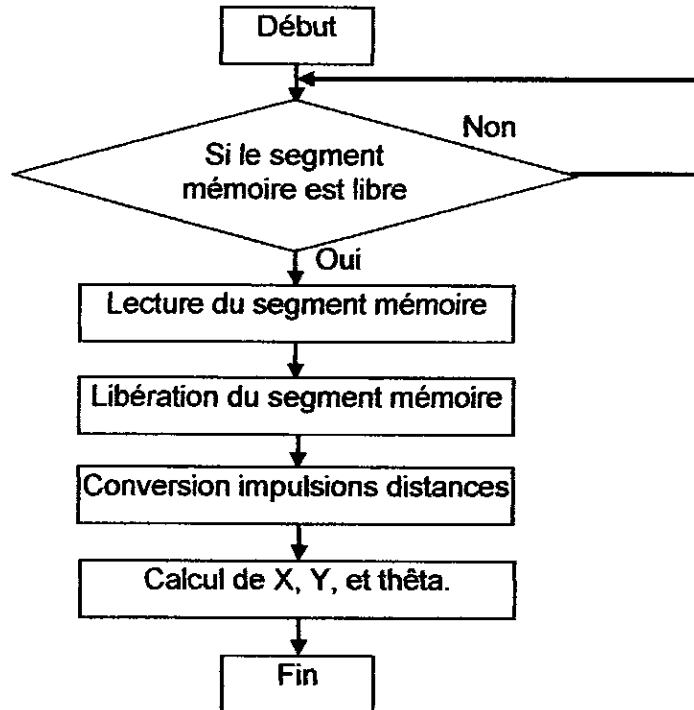 Début
Non
Si le segment
mémoire est libre
Oui
Lecture du segment mémoire
Libération du segment mémoire
Conversion impulsions distances
Calcul de X, Y, et thêta.
Fin